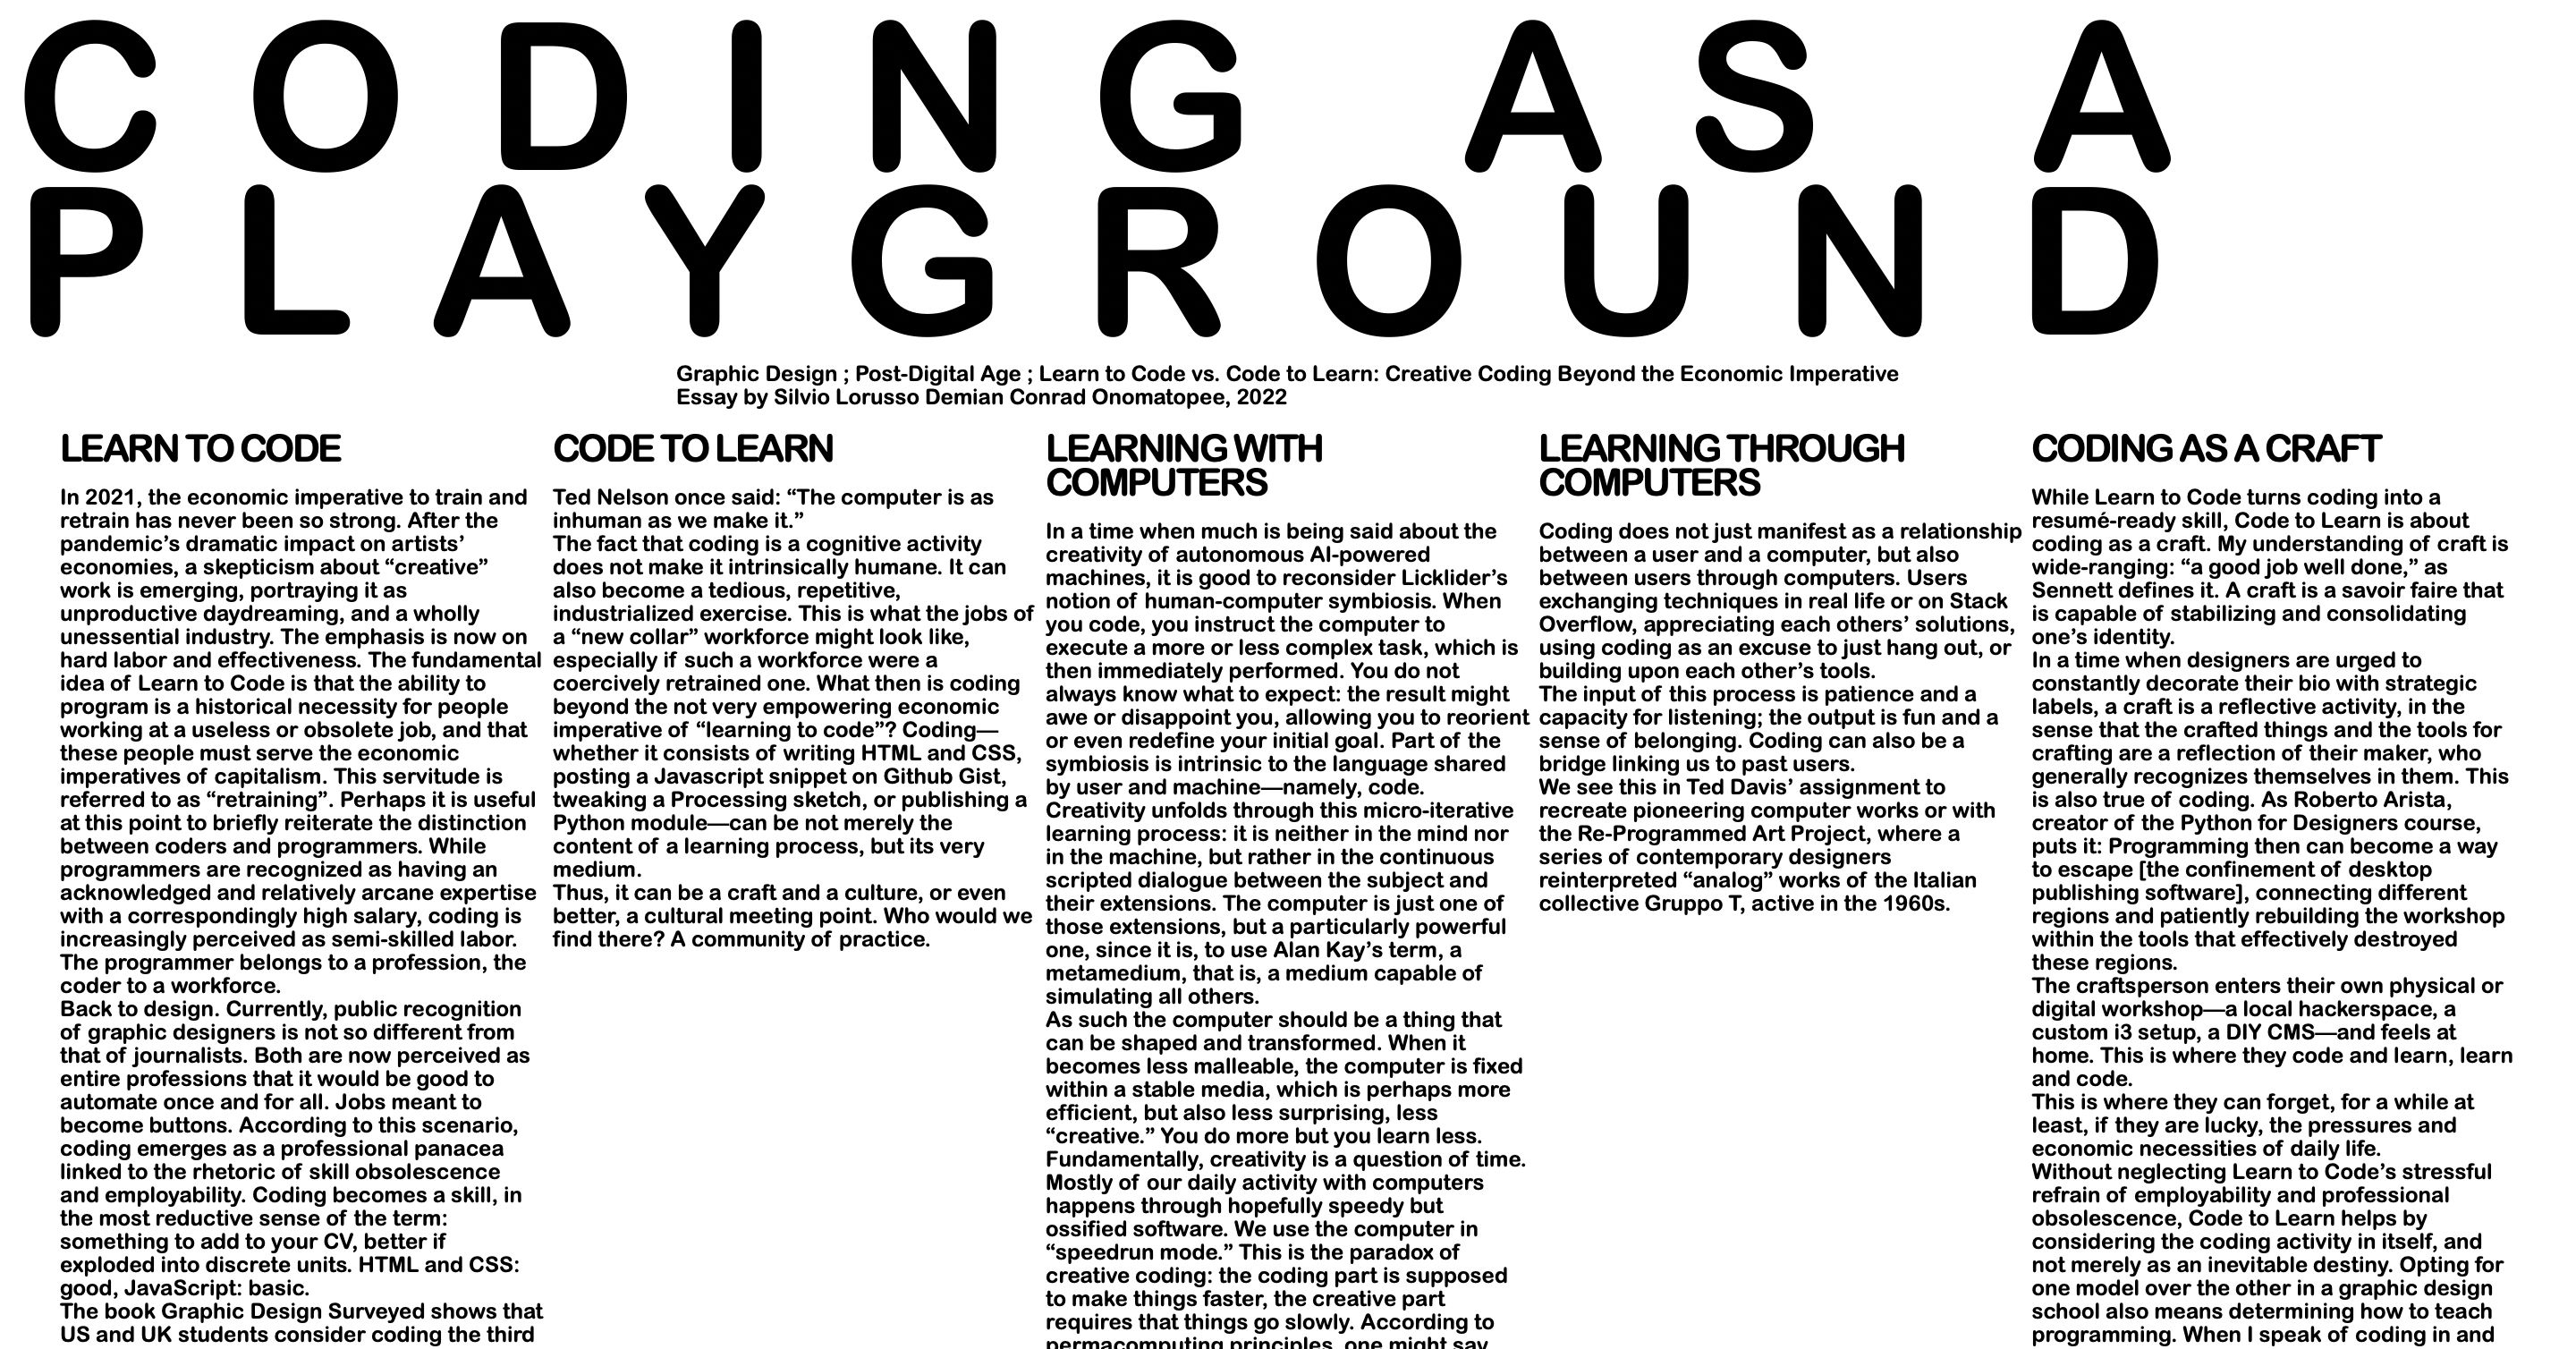 CODING AS A
PLAYGROUND
Graphic Design ; Post-Digital Age ; Learn to Code vs. Code to Learn: Creative Coding Beyond the Economic Imperative
Essay by Silvio Lorusso Demian Conrad Onomatopee, 2022
LEARN TO CODE
In 2021, the economic imperative to train and
retrain has never been so strong. After the
pandemic’s dramatic impact on artists’
economies, a skepticism about “creative”
work is emerging, portraying it as
unproductive daydreaming, and a wholly
unessential industry. The emphasis is now on
hard labor and effectiveness. The fundamental
idea of Learn to Code is that the ability to
program is a historical necessity for people
working at a useless or obsolete job, and that
these people must serve the economic
imperatives of capitalism. This servitude is
referred to as “retraining”. Perhaps it is useful
at this point to briefly reiterate the distinction
between coders and programmers. While
programmers are recognized as having an
acknowledged and relatively arcane expertise
with a correspondingly high salary, coding is
increasingly perceived as semi-skilled labor.
The programmer belongs to a profession, the
coder to a workforce.
Back to design. Currently, public recognition
of graphic designers is not so different from
that of journalists. Both are now perceived as
entire professions that it would be good to
automate once and for all. Jobs meant to
become buttons. According to this scenario,
coding emerges as a professional panacea
linked to the rhetoric of skill obsolescence
and employability. Coding becomes a skill, in
the most reductive sense of the term:
something to add to your CV, better if
exploded into discrete units. HTML and CSS:
good, JavaScript: basic.
The book Graphic Design Surveyed shows that
US and UK students consider coding the third
CODE TO LEARN
Ted Nelson once said: “The computer is as
inhuman as we make it.”
The fact that coding is a cognitive activity
does not make it intrinsically humane. It can
also become a tedious, repetitive,
industrialized exercise. This is what the jobs of
a “new collar” workforce might look like,
especially if such a workforce were a
coercively retrained one. What then is coding
beyond the not very empowering economic
imperative of “learning to code”? Coding—
whether it consists of writing HTML and CSS,
posting a Javascript snippet on Github Gist,
tweaking a Processing sketch, or publishing a
Python module—can be not merely the
content of a learning process, but its very
medium.
Thus, it can be a craft and a culture, or even
better, a cultural meeting point. Who would we
find there? A community of practice.
LEARNING WITH
COMPUTERS
In a time when much is being said about the
creativity of autonomous AI-powered
machines, it is good to reconsider Licklider’s
notion of human-computer symbiosis. When
you code, you instruct the computer to
execute a more or less complex task, which is
then immediately performed. You do not
always know what to expect: the result might
awe or disappoint you, allowing you to reorient
or even redefine your initial goal. Part of the
symbiosis is intrinsic to the language shared
by user and machine—namely, code.
Creativity unfolds through this micro-iterative
learning process: it is neither in the mind nor
in the machine, but rather in the continuous
scripted dialogue between the subject and
their extensions. The computer is just one of
those extensions, but a particularly powerful
one, since it is, to use Alan Kay’s term, a
metamedium, that is, a medium capable of
simulating all others.
As such the computer should be a thing that
can be shaped and transformed. When it
becomes less malleable, the computer is fixed
within a stable media, which is perhaps more
efficient, but also less surprising, less
“creative.” You do more but you learn less.
Fundamentally, creativity is a question of time.
Mostly of our daily activity with computers
happens through hopefully speedy but
ossified software. We use the computer in
“speedrun mode.” This is the paradox of
creative coding: the coding part is supposed
to make things faster, the creative part
requires that things go slowly. According to
permacomputing principles, one might say
LEARNING THROUGH
COMPUTERS
Coding does not just manifest as a relationship
between a user and a computer, but also
between users through computers. Users
exchanging techniques in real life or on Stack
Overflow, appreciating each others’ solutions,
using coding as an excuse to just hang out, or
building upon each other’s tools.
The input of this process is patience and a
capacity for listening; the output is fun and a
sense of belonging. Coding can also be a
bridge linking us to past users.
We see this in Ted Davis’ assignment to
recreate pioneering computer works or with
the Re-Programmed Art Project, where a
series of contemporary designers
reinterpreted “analog” works of the Italian
collective Gruppo T, active in the 1960s.
CODING AS A CRAFT
While Learn to Code turns coding into a
resumé-ready skill, Code to Learn is about
coding as a craft. My understanding of craft is
wide-ranging: “a good job well done,” as
Sennett defines it. A craft is a savoir faire that
is capable of stabilizing and consolidating
one’s identity.
In a time when designers are urged to
constantly decorate their bio with strategic
labels, a craft is a reflective activity, in the
sense that the crafted things and the tools for
crafting are a reflection of their maker, who
generally recognizes themselves in them. This
is also true of coding. As Roberto Arista,
creator of the Python for Designers course,
puts it: Programming then can become a way
to escape [the confinement of desktop
publishing software], connecting different
regions and patiently rebuilding the workshop
within the tools that effectively destroyed
these regions.
The craftsperson enters their own physical or
digital workshop—a local hackerspace, a
custom i3 setup, a DIY CMS—and feels at
home. This is where they code and learn, learn
and code.
This is where they can forget, for a while at
least, if they are lucky, the pressures and
economic necessities of daily life.
Without neglecting Learn to Code’s stressful
refrain of employability and professional
obsolescence, Code to Learn helps by
considering the coding activity in itself, and
not merely as an inevitable destiny. Opting for
one model over the other in a graphic design
school also means determining how to teach
programming. When I speak of coding in and